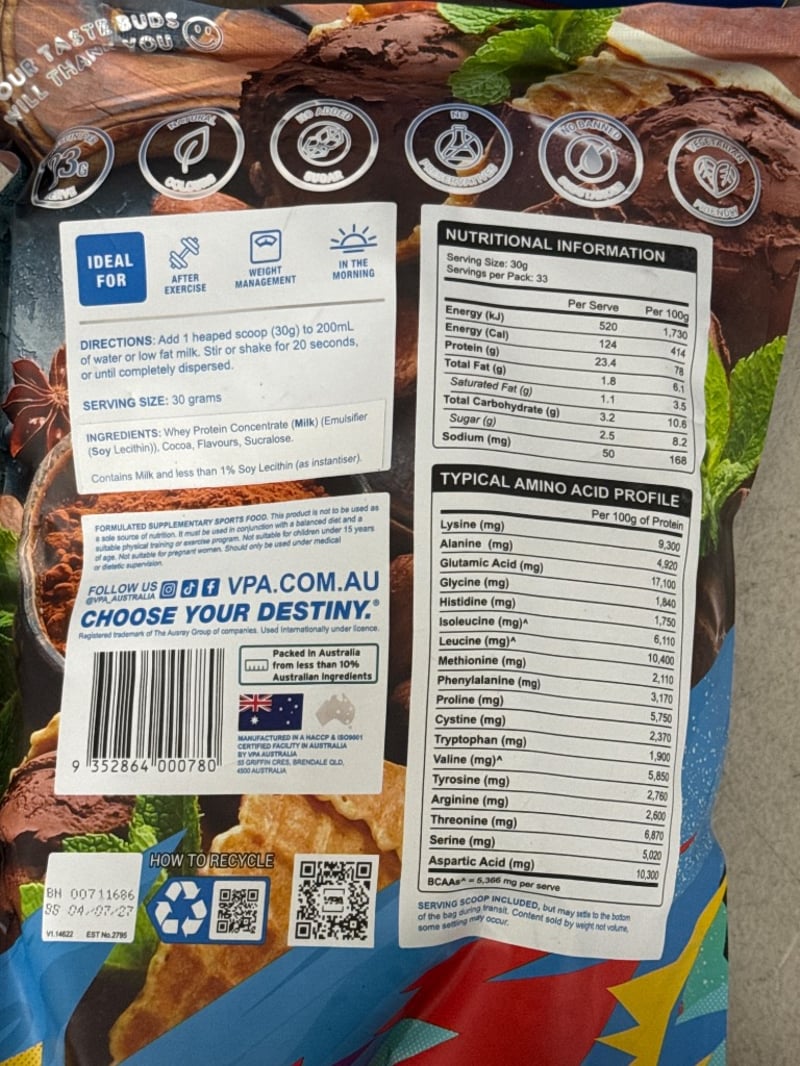 OUR TASTE BUDS
WILL THANK YOU
23G
SERVE
NATURAL
COLOURS
NO ADDED
SUGAR
NO
PRESERVATIVES
NO BANNED
VEGETARIAN
FRIENDLY
IDEAL
FOR
AFTER
EXERCISE
WEIGHT
MANAGEMENT
IN THE
MORNING
DIRECTIONS: Add 1 heaped scoop (30g) to 200mL
of water or low fat milk. Stir or shake for 20 seconds,
or until completely dispersed.
SERVING SIZE: 30 grams
INGREDIENTS: Whey Protein Concentrate (Milk) (Emulsifier
(Soy Lecithin)), Cocoa, Flavours, Sucralose.
Contains Milk and less than 1% Soy Lecithin (as instantiser).
FORMULATED SUPPLEMENTARY SPORTS FOOD. This product is not to be used as
a sole source of nutrition. It must be used in conjunction with a balanced diet and a
suitable physical training or exercise program. Not suitable for children under 15 years
of age. Not suitable for pregnant women. Should only be used under medical
or dietetic supervision.
FOLLOW US VPA.COM.AU
@VPA_AUSTRALIA
CHOOSE YOUR DESTINY.®
Registered trademark of The Ausray Group of companies. Used internationally under licence.
Packed in Australia
from less than 10%
Australian Ingredients
MANUFACTURED IN A HACCP & ISO9001
CERTIFIED FACILITY IN AUSTRALIA
BY VPA AUSTRALIA
55 GRIFFIN CRES, BRENDALE QLD,
4500 AUSTRALIA
9 352864 000780
HOW TO RECYCLE
VPA
BN 00711686
BB 04/07/27
V1.14622 EST No.2795
NUTRITIONAL INFORMATION
Serving Size: 30g
Servings per Pack: 33
Per Serve Per 100g
Energy (kJ) 520 1,730
Energy (Cal) 124 414
Protein (g) 23.4 78
Total Fat (g) 1.8 6.1
Saturated Fat (g) 1.1 3.5
Total Carbohydrate (g) 3.2 10.6
Sugar (g) 2.5 8.2
Sodium (mg) 50 168
TYPICAL AMINO ACID PROFILE
Per 100g of Protein
Lysine (mg) 9,300
Alanine (mg) 4,920
Glutamic Acid (mg) 17,100
Glycine (mg) 1,840
Histidine (mg) 1,750
Isoleucine (mg)^ 6,110
Leucine (mg)^ 10,400
Methionine (mg) 2,110
Phenylalanine (mg) 3,170
Proline (mg) 5,750
Cystine (mg) 2,370
Tryptophan (mg) 1,900
Valine (mg)^ 5,850
Tyrosine (mg) 2,760
Arginine (mg) 2,600
Threonine (mg) 6,870
Serine (mg) 5,020
Aspartic Acid (mg) 10,300
BCAAs^ = 5,366 mg per serve
SERVING SCOOP INCLUDED, but may settle to the bottom
of the bag during transit. Content sold by weight not volume,
some settling may occur.